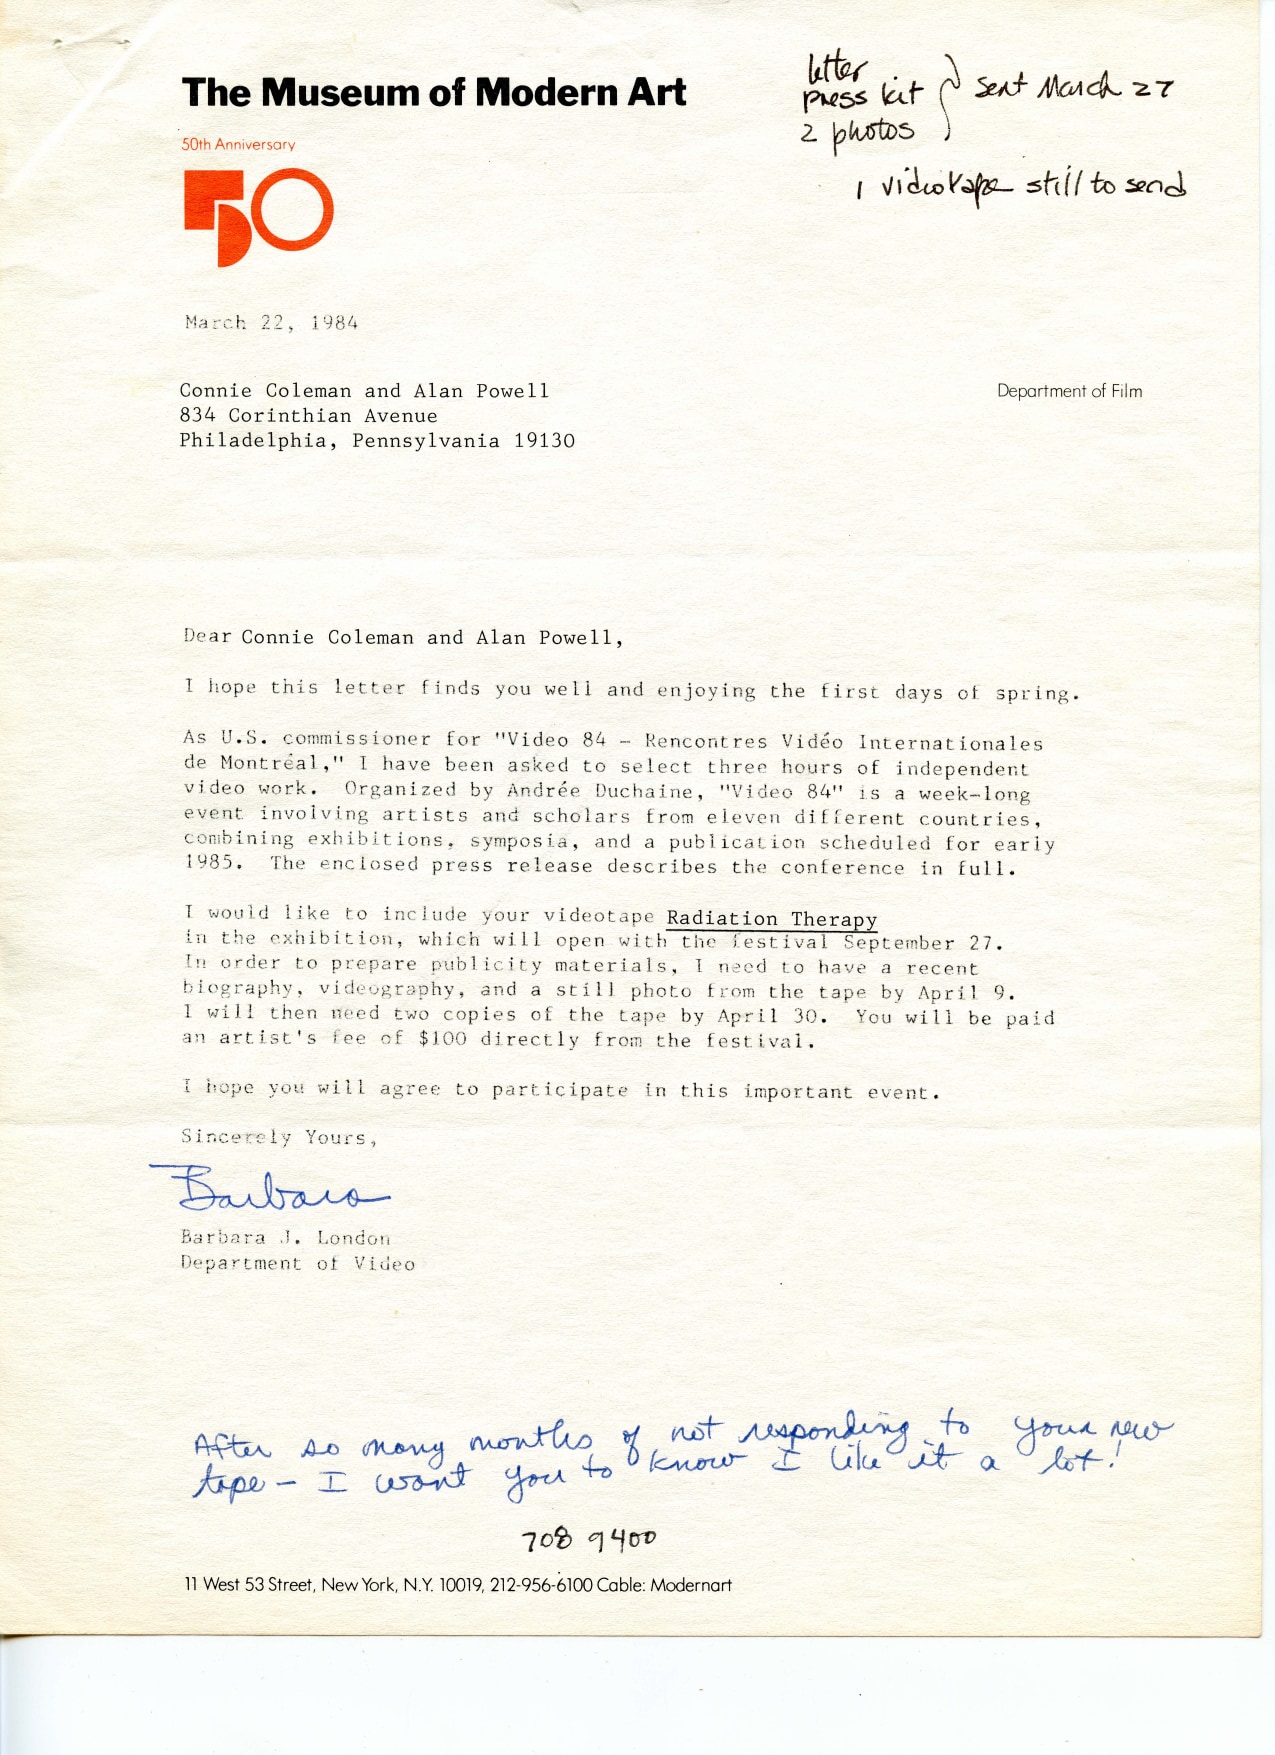 The Museum of Modern Art
50th Anniversary
50
letter
press kit } sent March 27
2 photos
1 videotape still to send
March 22, 1984
Connie Coleman and Alan Powell
834 Corinthian Avenue
Philadelphia, Pennsylvania 19130
Department of Film
Dear Connie Coleman and Alan Powell,
I hope this letter finds you well and enjoying the first days of spring.
As U.S. commissioner for "Video 84 - Rencontres Vidéo Internationales
de Montréal," I have been asked to select three hours of independent
video work. Organized by Andrée Duchaine, "Video 84" is a week-long
event involving artists and scholars from eleven different countries,
combining exhibitions, symposia, and a publication scheduled for early
1985. The enclosed press release describes the conference in full.
I would like to include your videotape Radiation Therapy
in the exhibition, which will open with the festival September 27.
In order to prepare publicity materials, I need to have a recent
biography, videography, and a still photo from the tape by April 9.
I will then need two copies of the tape by April 30. You will be paid
an artist's fee of $100 directly from the festival.
I hope you will agree to participate in this important event.
Sincerely Yours,
Barbara
Barbara J. London
Department of Video
After so many months of not responding to your new
tape - I want you to know I like it a lot!
708 9400
11 West 53 Street, New York, N.Y. 10019, 212-956-6100 Cable: Modernart